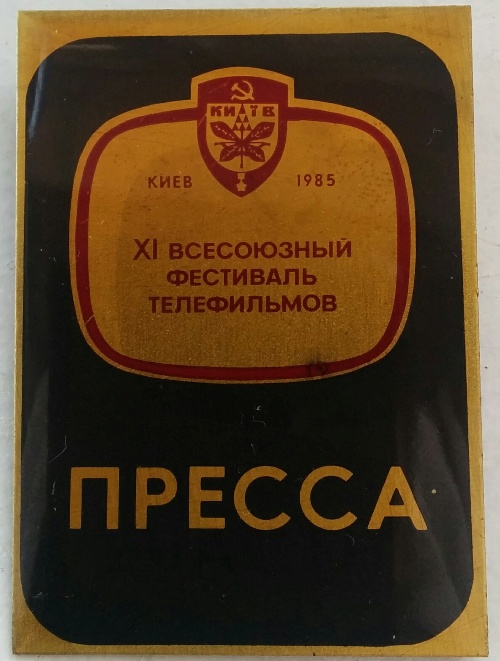 КИЇВ
КИЕВ 1985
XI ВСЕСОЮЗНЫЙ
ФЕСТИВАЛЬ
ТЕЛЕФИЛЬМОВ
ПРЕССА